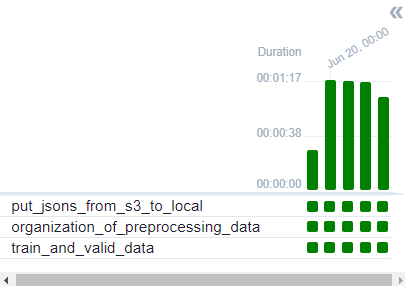 «
Jun 20, 00:00
Duration
00:01:17
00:00:38
00:00:00
put_jsons_from_s3_to_local
organization_of_preprocessing_data
train_and_valid_data